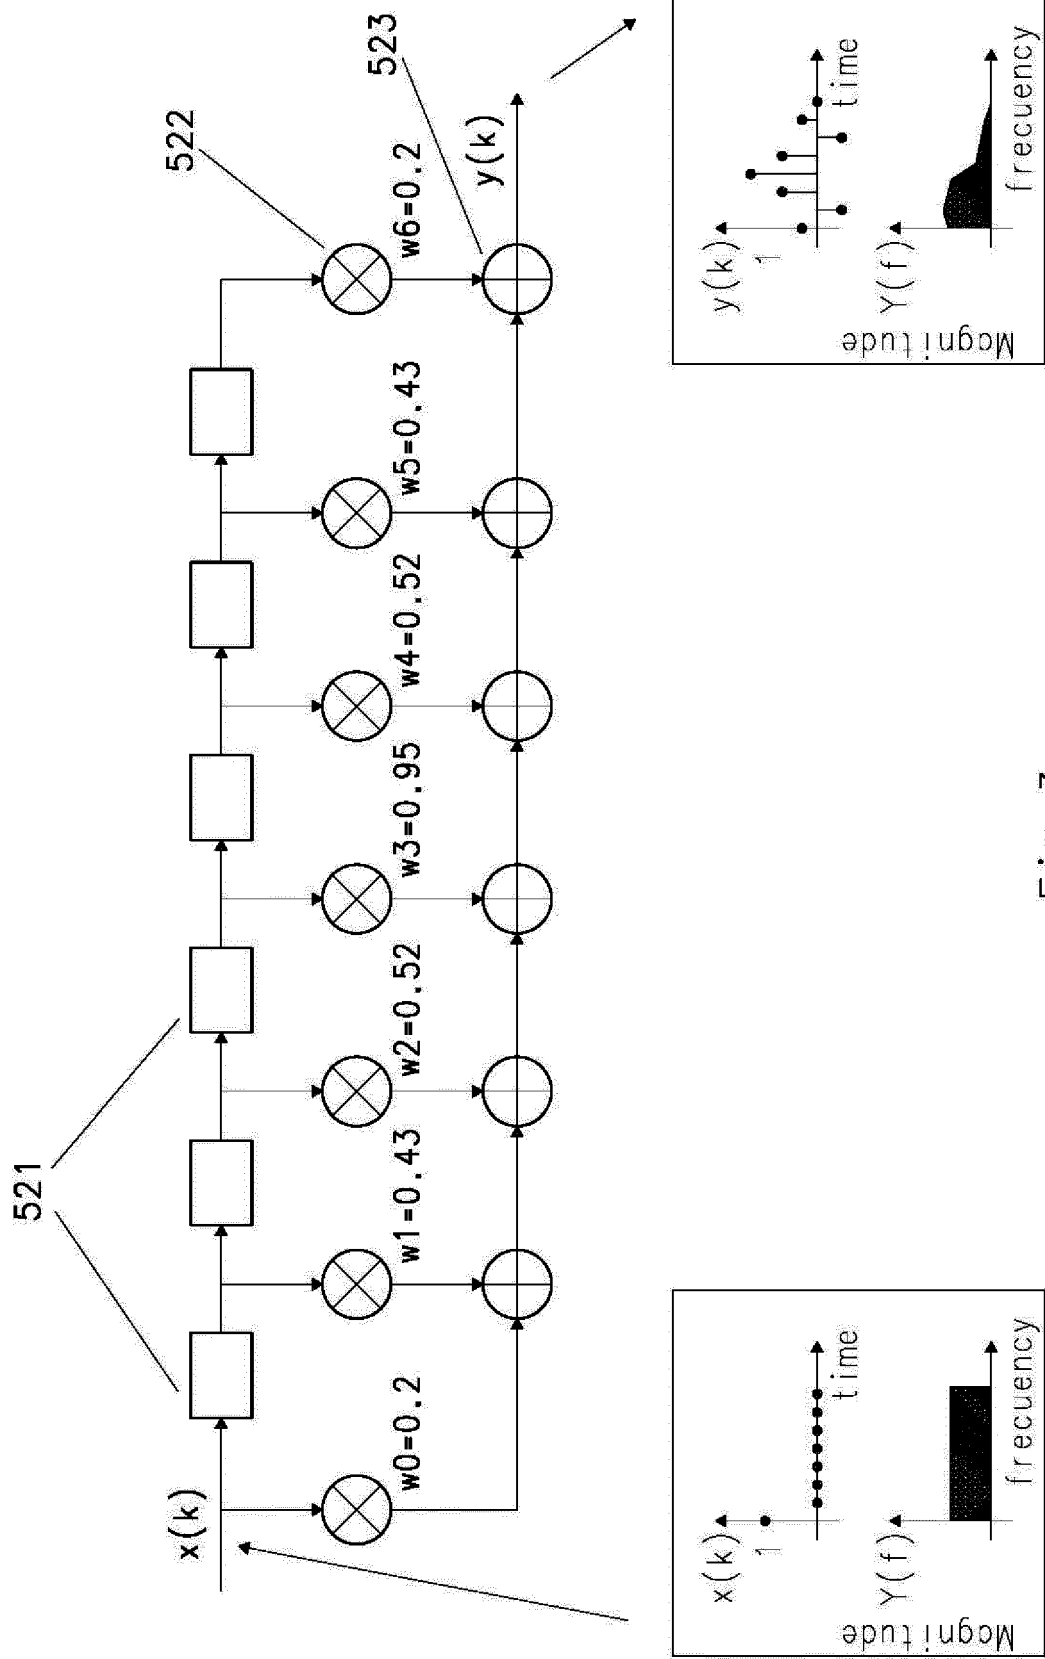 521
522
x(k)
523
w0=0.2 w1=0.43 w2=0.52 w3=0.95 w4=0.52 w5=0.43 w6=0.2
y(k)
x(k)
1
time
Y(f)
Magnitude
frecuency
y(k)
1
time
Y(f)
Magnitude
frecuency